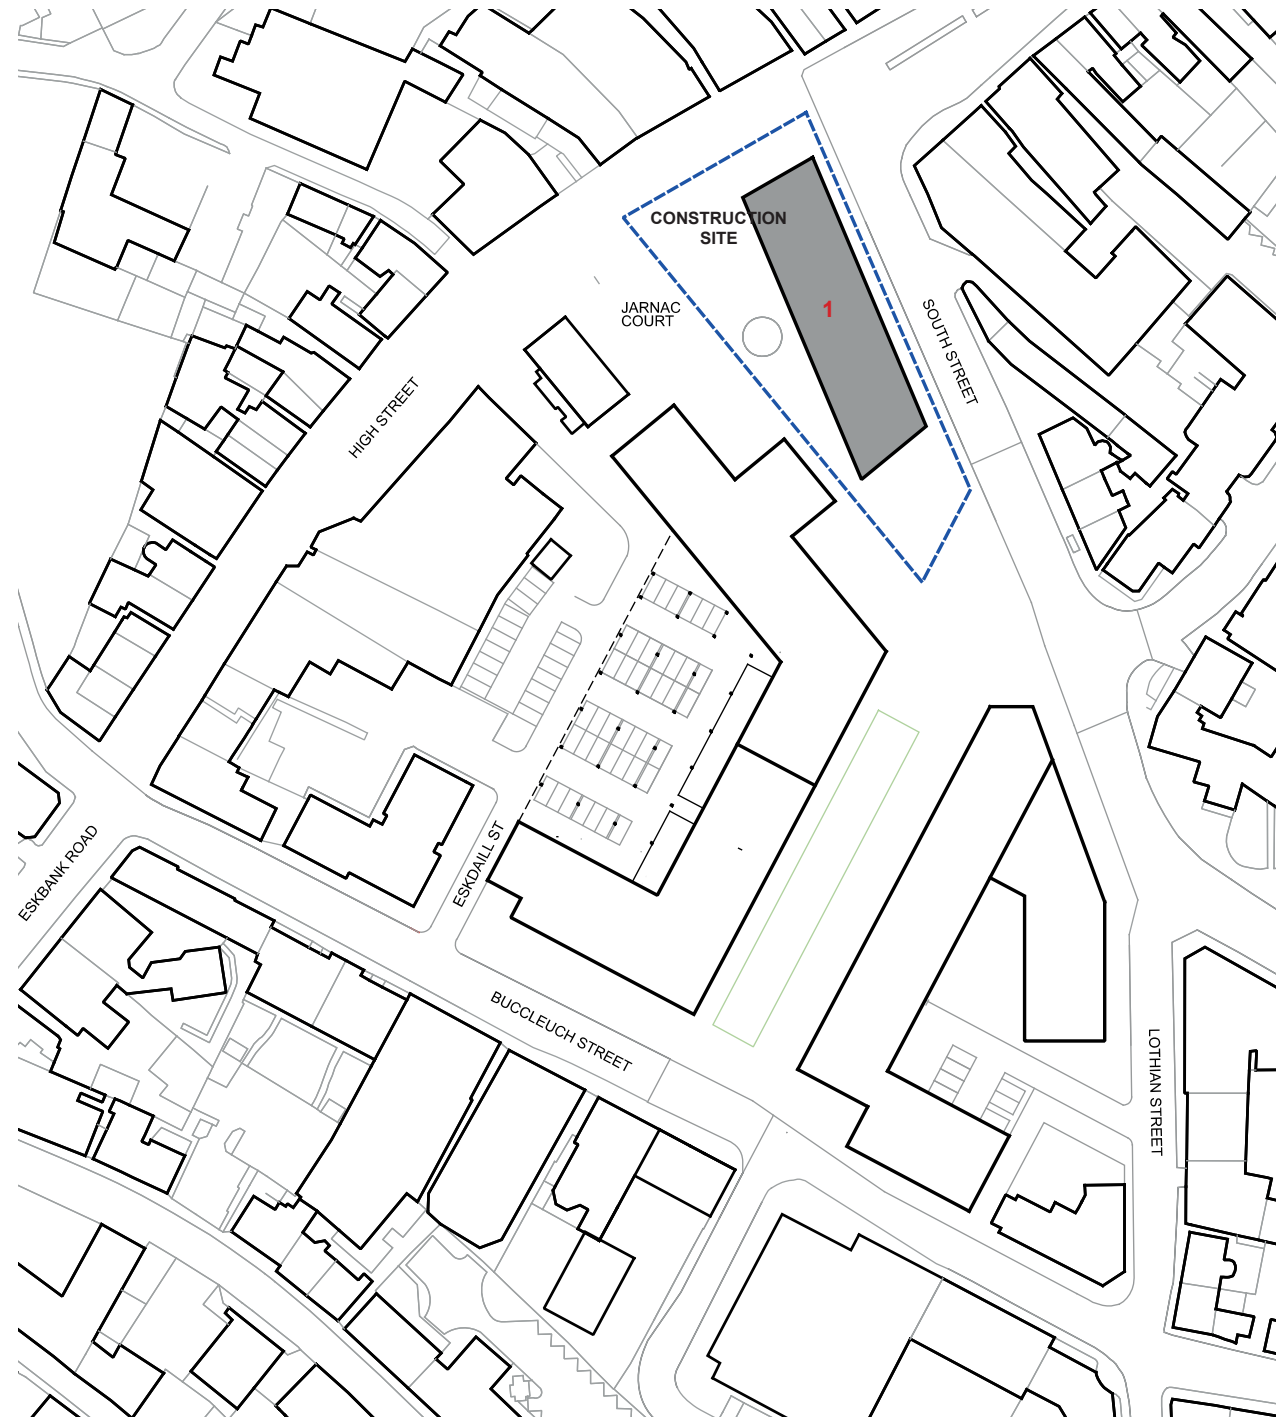 CONSTRUCTION
SITE
1
JARNAC
COURT
SOUTH STREET
HIGH STREET
ESKBANK ROAD
ESKDAILL ST
BUCCLEUCH STREET
LOTHIAN STREET